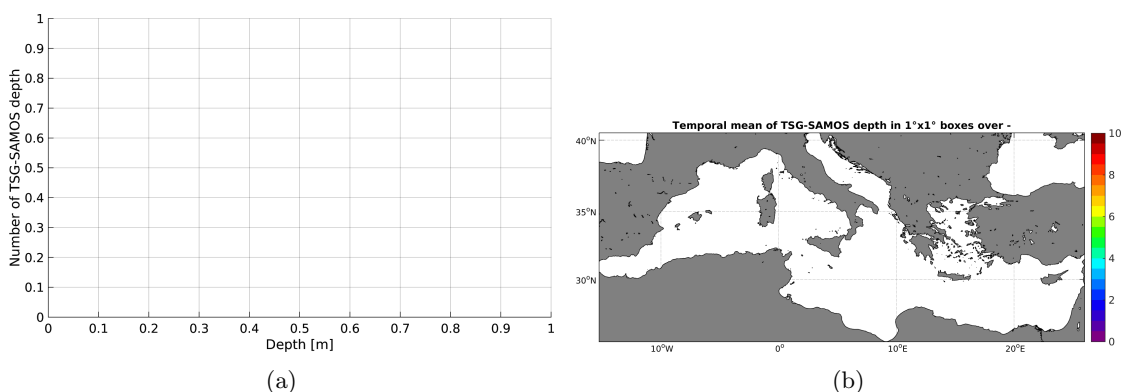 1
0.9
0.8
0.7
0.6
0.5
0.4
0.3
0.2
0.1
0
Number of TSG-SAMOS depth
0 0.1 0.2 0.3 0.4 0.5 0.6 0.7 0.8 0.9 1
Depth [m]
(a)
Temporal mean of TSG-SAMOS depth in 1°x1° boxes over -
40°N
35°N
30°N
10°W 0° 10°E 20°E
10
8
6
4
2
0
(b)